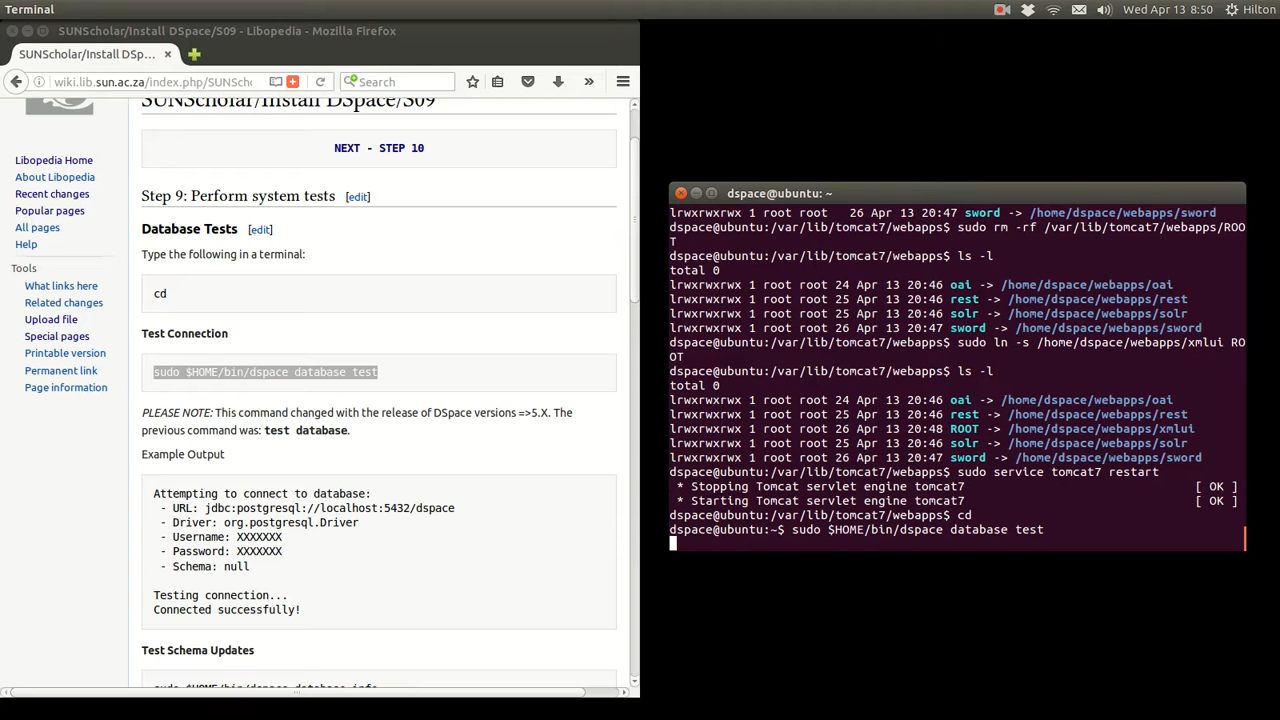 Terminal
Wed Apr 13 8:50
Hilton
SUNScholar/Install DSpace/S09 - Libopedia - Mozilla Firefox
SUNScholar/Install DSp...
wiki.lib.sun.ac.za/index.php/SUNSch
Search
SUNScholar/Install DSpace/S09
NEXT - STEP 10
Libopedia Home
About Libopedia
Recent changes
Popular pages
All pages
Help
Tools
What links here
Related changes
Upload file
Special pages
Printable version
Permanent link
Page information
Step 9: Perform system tests [edit]
Database Tests [edit]
Type the following in a terminal:
cd
Test Connection
sudo $HOME/bin/dspace database test
PLEASE NOTE: This command changed with the release of DSpace versions =>5.X. The
previous command was: test database.
Example Output
Attempting to connect to database:
- URL: jdbc:postgresql://localhost:5432/dspace
- Driver: org.postgresql.Driver
- Username: XXXXXXX
- Password: XXXXXXX
- Schema: null
Testing connection...
Connected successfully!
Test Schema Updates
sudo $HOME/bin/dspace database info
dspace@ubuntu: ~
lrwxrwxrwx 1 root root   26 Apr 13 20:47 sword -> /home/dspace/webapps/sword
dspace@ubuntu:/var/lib/tomcat7/webapps$ sudo rm -rf /var/lib/tomcat7/webapps/ROO
T
dspace@ubuntu:/var/lib/tomcat7/webapps$ ls -l
total 0
lrwxrwxrwx 1 root root 24 Apr 13 20:46 oai -> /home/dspace/webapps/oai
lrwxrwxrwx 1 root root 25 Apr 13 20:46 rest -> /home/dspace/webapps/rest
lrwxrwxrwx 1 root root 25 Apr 13 20:46 solr -> /home/dspace/webapps/solr
lrwxrwxrwx 1 root root 26 Apr 13 20:47 sword -> /home/dspace/webapps/sword
dspace@ubuntu:/var/lib/tomcat7/webapps$ sudo ln -s /home/dspace/webapps/xmlui RO
OT
dspace@ubuntu:/var/lib/tomcat7/webapps$ ls -l
total 0
lrwxrwxrwx 1 root root 24 Apr 13 20:46 oai -> /home/dspace/webapps/oai
lrwxrwxrwx 1 root root 25 Apr 13 20:46 rest -> /home/dspace/webapps/rest
lrwxrwxrwx 1 root root 26 Apr 13 20:48 ROOT -> /home/dspace/webapps/xmlui
lrwxrwxrwx 1 root root 25 Apr 13 20:46 solr -> /home/dspace/webapps/solr
lrwxrwxrwx 1 root root 26 Apr 13 20:47 sword -> /home/dspace/webapps/sword
dspace@ubuntu:/var/lib/tomcat7/webapps$ sudo service tomcat7 restart
* Stopping Tomcat servlet engine tomcat7 [ OK ]
* Starting Tomcat servlet engine tomcat7 [ OK ]
dspace@ubuntu:/var/lib/tomcat7/webapps$ cd
dspace@ubuntu:~$ sudo $HOME/bin/dspace database test